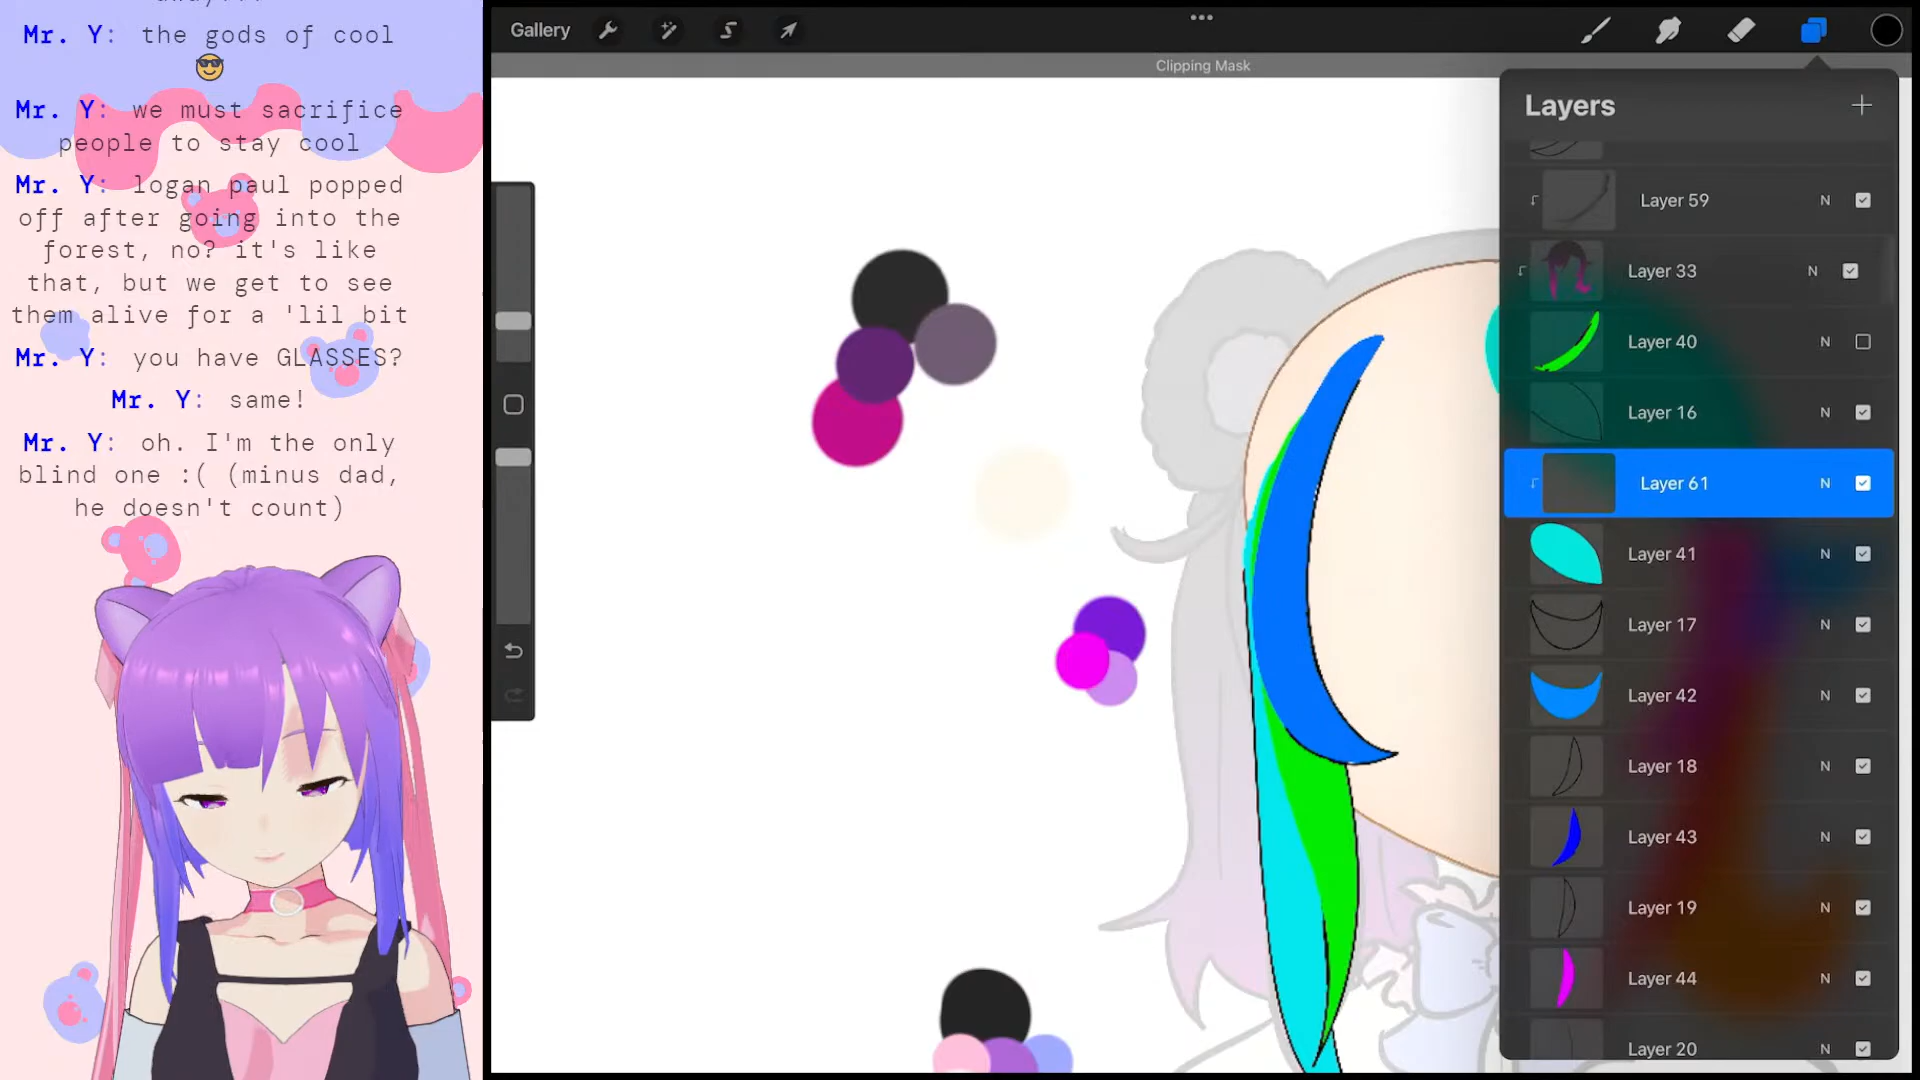 Mr. Y: the gods of cool
😎
Mr. Y: we must sacrifice
people to stay cool
Mr. Y: logan paul popped
off after going into the
forest, no? it's like
that, but we get to see
them alive for a 'lil bit
Mr. Y: you have GLASSES?
Mr. Y: same!
Mr. Y: oh. I'm the only
blind one :( (minus dad,
he doesn't count)
Gallery
Clipping Mask
Layers
Layer 59 N
Layer 33 N
Layer 40 N
Layer 16 N
Layer 61 N
Layer 41 N
Layer 17 N
Layer 42 N
Layer 18 N
Layer 43 N
Layer 19 N
Layer 44 N
Layer 20 N